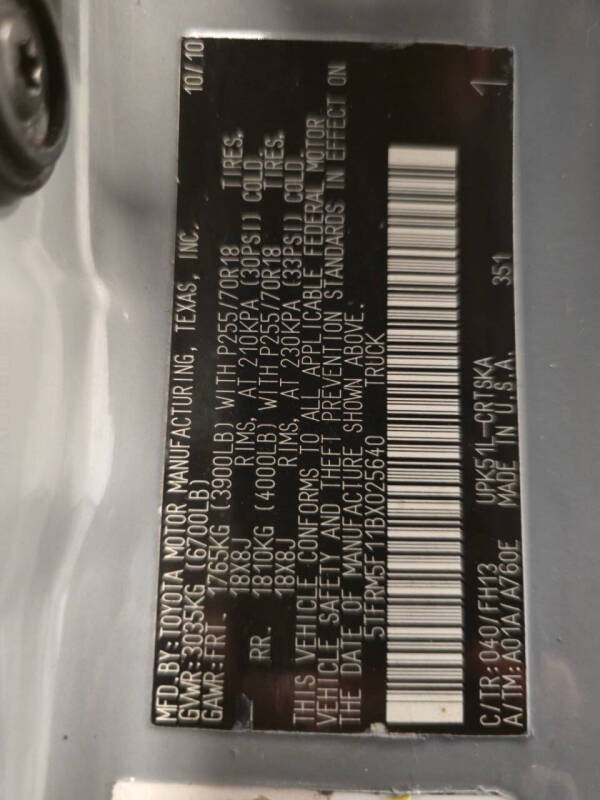 MFD. BY: TOYOTA MOTOR MANUFACTURING, TEXAS, INC. 10/10
GVWR: 3035KG (6700LB)
GAWR: FRT 1765KG (3900LB) WITH P255/70R18 TIRES,
18X8J RIMS, AT 210KPA (30PSI) COLD.
RR. 1810KG (4000LB) WITH P255/70R18 TIRES,
18X8J RIMS, AT 230KPA (33PSI) COLD.
THIS VEHICLE CONFORMS TO ALL APPLICABLE FEDERAL MOTOR
VEHICLE SAFETY AND THEFT PREVENTION STANDARDS IN EFFECT ON
THE DATE OF MANUFACTURE SHOWN ABOVE.
5TFRM5F11BX025640 TRUCK
C/TR: 040/FH13 UPK51L-CRTSKA 351 1
A/TM: A01A/A760E MADE IN U.S.A.